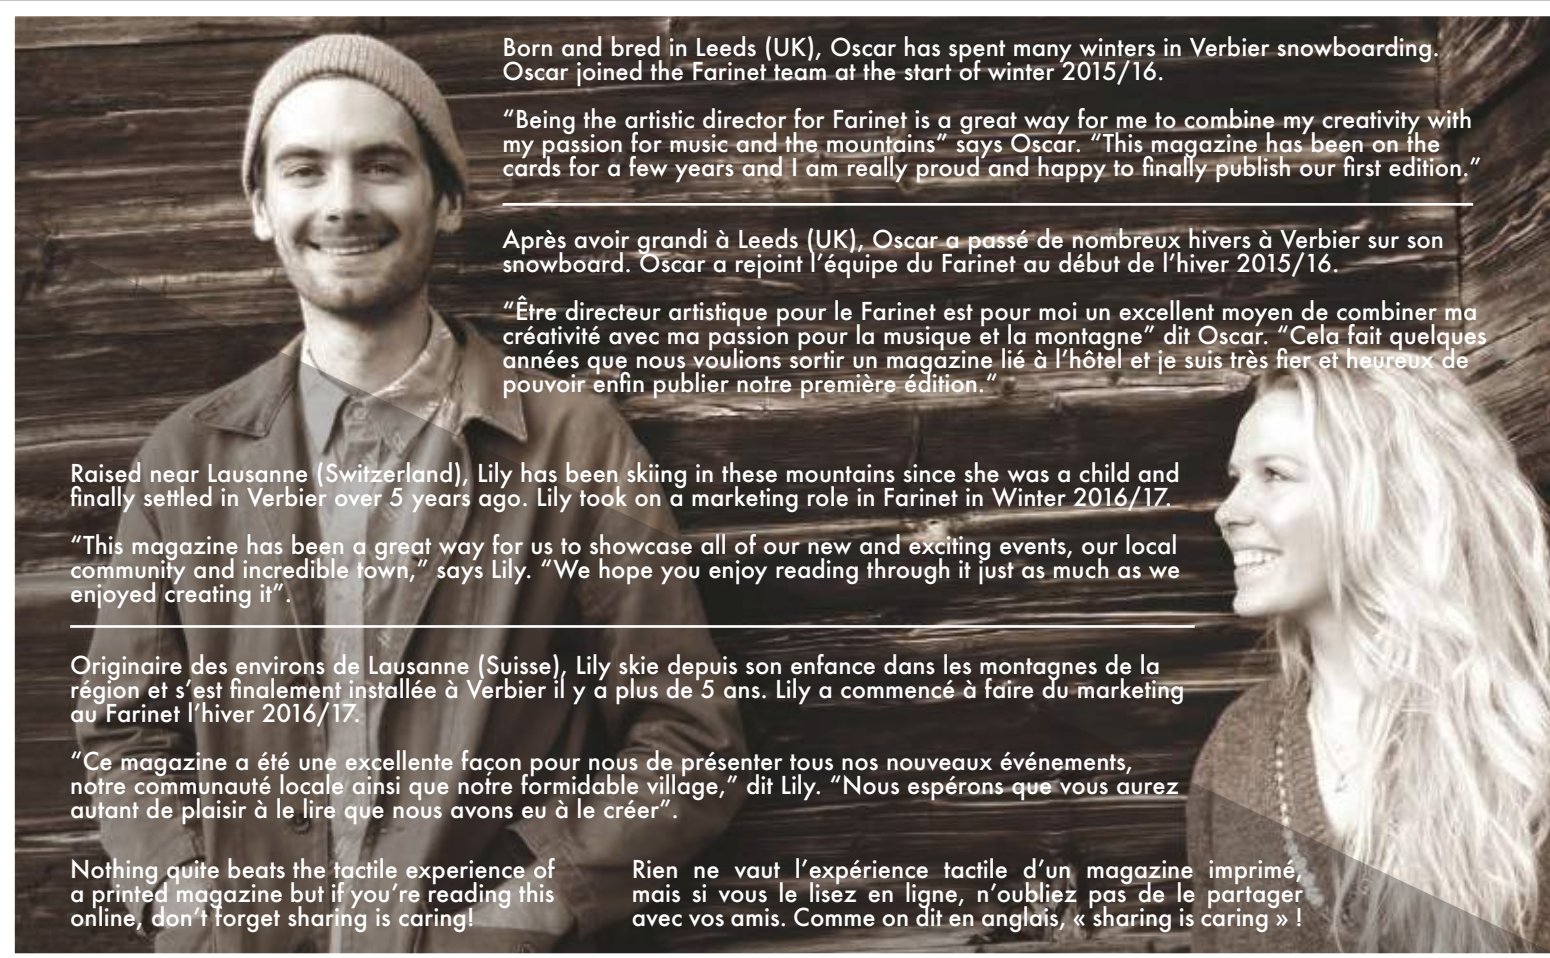 Born and bred in Leeds (UK), Oscar has spent many winters in Verbier snowboarding.
Oscar joined the Farinet team at the start of winter 2015/16.
“Being the artistic director for Farinet is a great way for me to combine my creativity with
my passion for music and the mountains” says Oscar. “This magazine has been on the
cards for a few years and I am really proud and happy to finally publish our first edition.”
Après avoir grandi à Leeds (UK), Oscar a passé de nombreux hivers à Verbier sur son
snowboard. Oscar a rejoint l’équipe du Farinet au début de l’hiver 2015/16.
“Être directeur artistique pour le Farinet est pour moi un excellent moyen de combiner ma
créativité avec ma passion pour la musique et la montagne” dit Oscar. “Cela fait quelques
années que nous voulions sortir un magazine lié à l’hôtel et je suis très fier et heureux de
pouvoir enfin publier notre première édition.”
Raised near Lausanne (Switzerland), Lily has been skiing in these mountains since she was a child and
finally settled in Verbier over 5 years ago. Lily took on a marketing role in Farinet in Winter 2016/17.
“This magazine has been a great way for us to showcase all of our new and exciting events, our local
community and incredible town,” says Lily. “We hope you enjoy reading through it just as much as we
enjoyed creating it”.
Originaire des environs de Lausanne (Suisse), Lily skie depuis son enfance dans les montagnes de la
région et s’est finalement installée à Verbier il y a plus de 5 ans. Lily a commencé à faire du marketing
au Farinet l’hiver 2016/17.
“Ce magazine a été une excellente façon pour nous de présenter tous nos nouveaux événements,
notre communauté locale ainsi que notre formidable village,” dit Lily. “Nous espérons que vous aurez
autant de plaisir à le lire que nous avons eu à le créer”.
Nothing quite beats the tactile experience of
a printed magazine but if you’re reading this
online, don’t forget sharing is caring!
Rien ne vaut l’expérience tactile d’un magazine imprimé,
mais si vous le lisez en ligne, n’oubliez pas de le partager
avec vos amis. Comme on dit en anglais, « sharing is caring » !